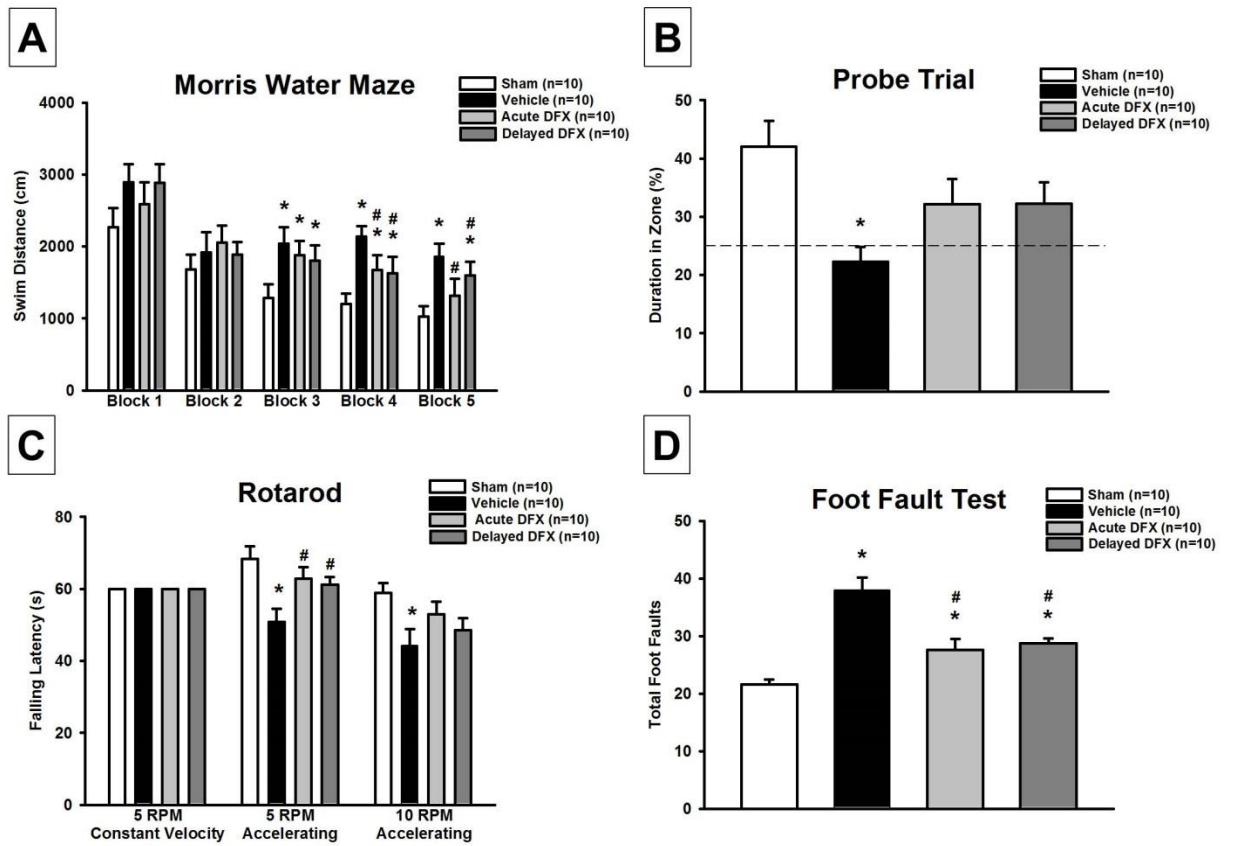 A
Morris Water Maze
Sham (n=10)
Vehicle (n=10)
Acute DFX (n=10)
Delayed DFX (n=10)
Swim Distance (cm)
4000
3000
2000
1000
0
* * *
* # * # *
* # # *
Block 1 Block 2 Block 3 Block 4 Block 5
B
Probe Trial
Sham (n=10)
Vehicle (n=10)
Acute DFX (n=10)
Delayed DFX (n=10)
Duration in Zone (%)
50
40
30
20
10
0
*
C
Rotarod
Sham (n=10)
Vehicle (n=10)
Acute DFX (n=10)
Delayed DFX (n=10)
Falling Latency (s)
80
60
40
20
0
* # #
*
5 RPM
Constant Velocity
5 RPM
Accelerating
10 RPM
Accelerating
D
Foot Fault Test
Sham (n=10)
Vehicle (n=10)
Acute DFX (n=10)
Delayed DFX (n=10)
Total Foot Faults
50
40
30
20
10
0
*
# #
* *